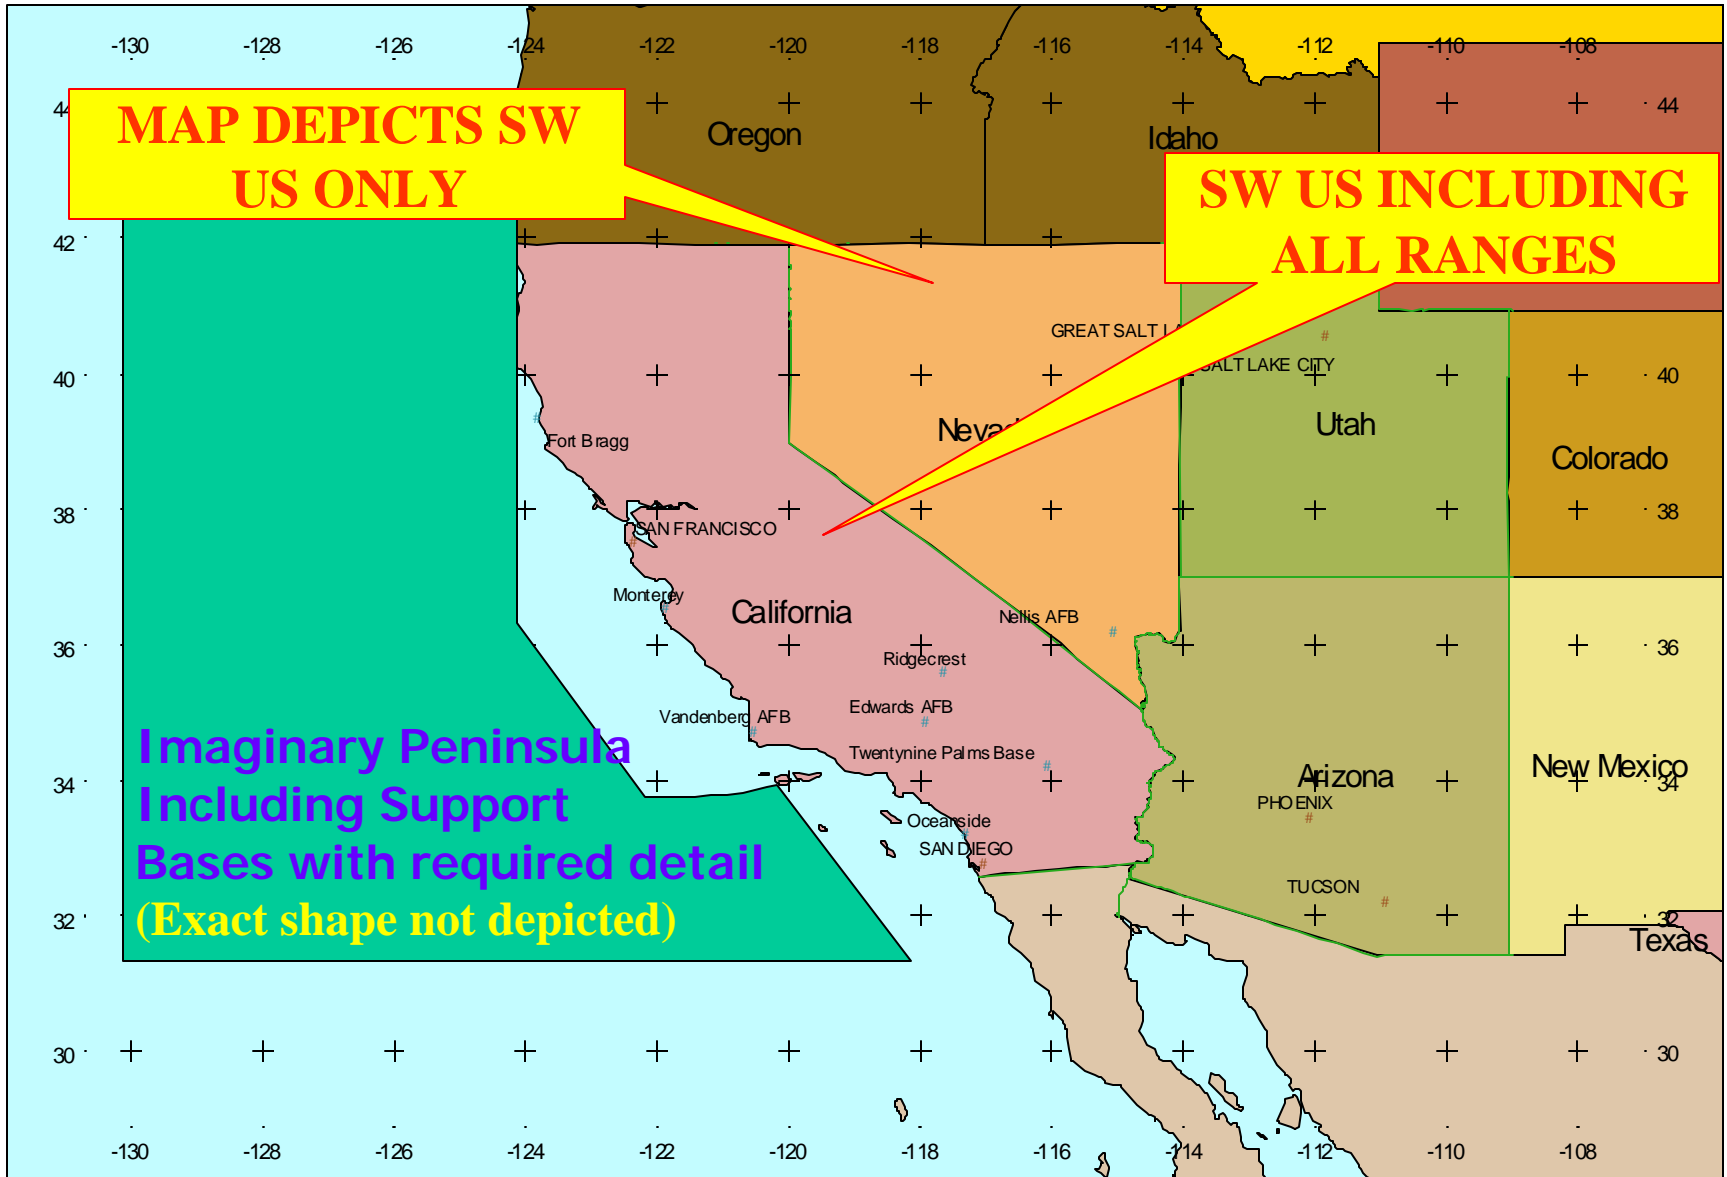 -130 -128 -126 -124 -122 -120 -118 -116 -114 -112 -110 -108
44 44
MAP DEPICTS SW
US ONLY
Oregon
Idaho
SW US INCLUDING
ALL RANGES
42
GREAT SALT
SALT LAKE CITY
40 40
Fort Bragg
Utah
Colorado
38 38
SAN FRANCISCO
Monterey
California
Nellis AFB
36 36
Ridgecrest
Edwards AFB
Vandenberg AFB
Twentynine Palms Base
Imaginary Peninsula
Including Support
Bases with required detail
(Exact shape not depicted)
34 34
Arizona
New Mexico
PHOENIX
Oceanside
SAN DIEGO
TUCSON
32 32
Texas
30 30
-130 -128 -126 -124 -122 -120 -118 -116 -114 -112 -110 -108